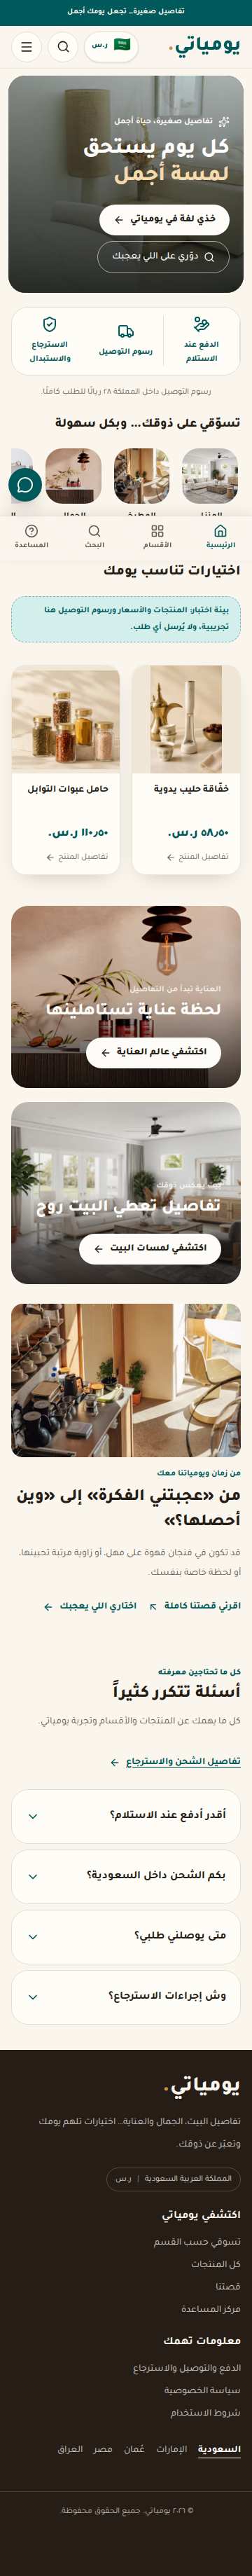 تفاصيل صغيرة.. تجعل يومك أجمل
يومياتي.
ر.س
تفاصيل صغيرة، حياة أجمل
كل يوم يستحق
لمسة أجمل
خذي لفة في يومياتي
دوّري على اللي يعجبك
الدفع عند الاستلام
رسوم التوصيل
الاسترجاع والاستبدال
رسوم التوصيل داخل المملكة ٢٨ ريالًا للطلب كاملًا.
تسوّقي على ذوقك... وبكل سهولة
الرئيسية
الأقسام
البحث
المساعدة
اختيارات تناسب يومك
بيئة اختبار: المنتجات والأسعار ورسوم التوصيل هنا
تجريبية، ولا يُرسل أي طلب.
خفّاقة حليب يدوية
٥٨٫٥٠ ر.س.
تفاصيل المنتج
حامل عبوات التوابل
١١٠٫٥٠ ر.س.
تفاصيل المنتج
العناية تبدأ من التفاصيل
لحظة عناية تستاهلينها
اكتشفي عالم العناية
بيت يعكس ذوقك
تفاصيل تعطي البيت روح
اكتشفي لمسات البيت
من زمان ويومياتنا معك
من «عجبتني الفكرة» إلى «وين
أحصلها؟»
قد تكون في فنجان قهوة على مهل، أو زاوية مرتبة تحبينها،
أو لحظة خاصة بنفسك.
اقرئي قصتنا كاملة
اختاري اللي يعجبك
كل ما تحتاجين معرفته
أسئلة تتكرر كثيراً
كل ما يهمك عن المنتجات والأقسام وتجربة يومياتي.
تفاصيل الشحن والاسترجاع
أقدر أدفع عند الاستلام؟
بكم الشحن داخل السعودية؟
متى يوصلني طلبي؟
وش إجراءات الاسترجاع؟
يومياتي.
تفاصيل البيت، الجمال والعناية.. اختيارات تلهم يومك
وتعبّر عن ذوقك.
المملكة العربية السعودية | ر.س
اكتشفي يومياتي
تسوقي حسب القسم
كل المنتجات
قصتنا
مركز المساعدة
معلومات تهمك
الدفع والتوصيل والاسترجاع
سياسة الخصوصية
شروط الاستخدام
السعودية الإمارات عُمان مصر العراق
© ٢٠٢٦ يومياتي. جميع الحقوق محفوظة.